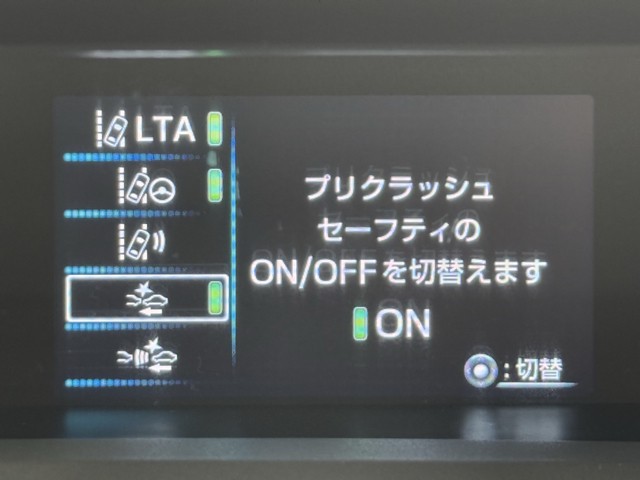 LTA
プリクラッシュ
セーフティの
ON/OFFを切替えます
ON
:切替